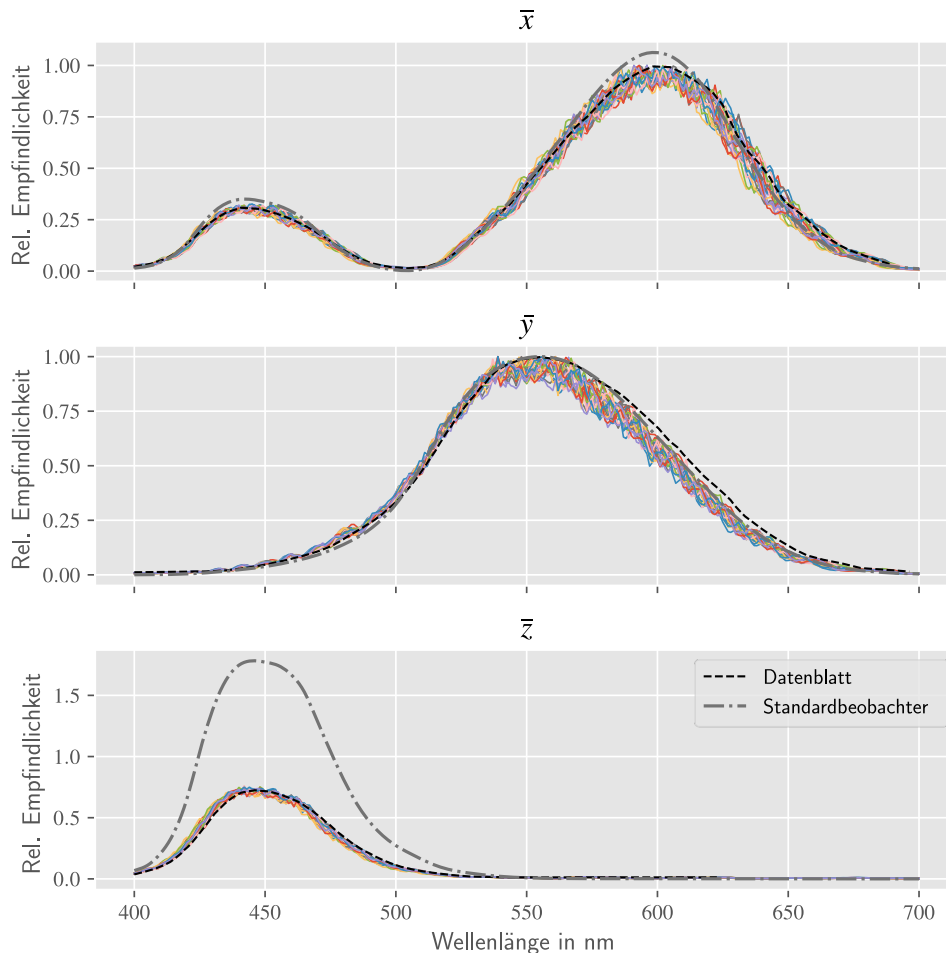 x̅
Rel. Empfindlichkeit
1.00
0.75
0.50
0.25
0.00
y̅
Rel. Empfindlichkeit
1.00
0.75
0.50
0.25
0.00
z̅
Rel. Empfindlichkeit
1.5
1.0
0.5
0.0
Datenblatt
Standardbeobachter
400 450 500 550 600 650 700
Wellenlänge in nm